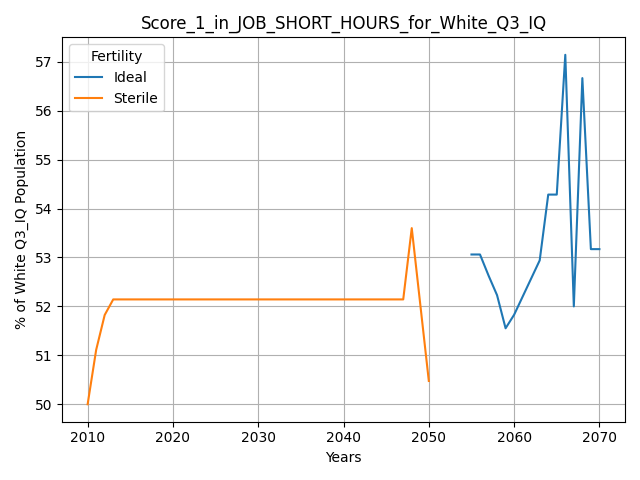 Score_1_in_JOB_SHORT_HOURS_for_White_Q3_IQ
Fertility
Ideal
Sterile
% of White Q3_IQ Population
57
56
55
54
53
52
51
50
2010 2020 2030 2040 2050 2060 2070
Years